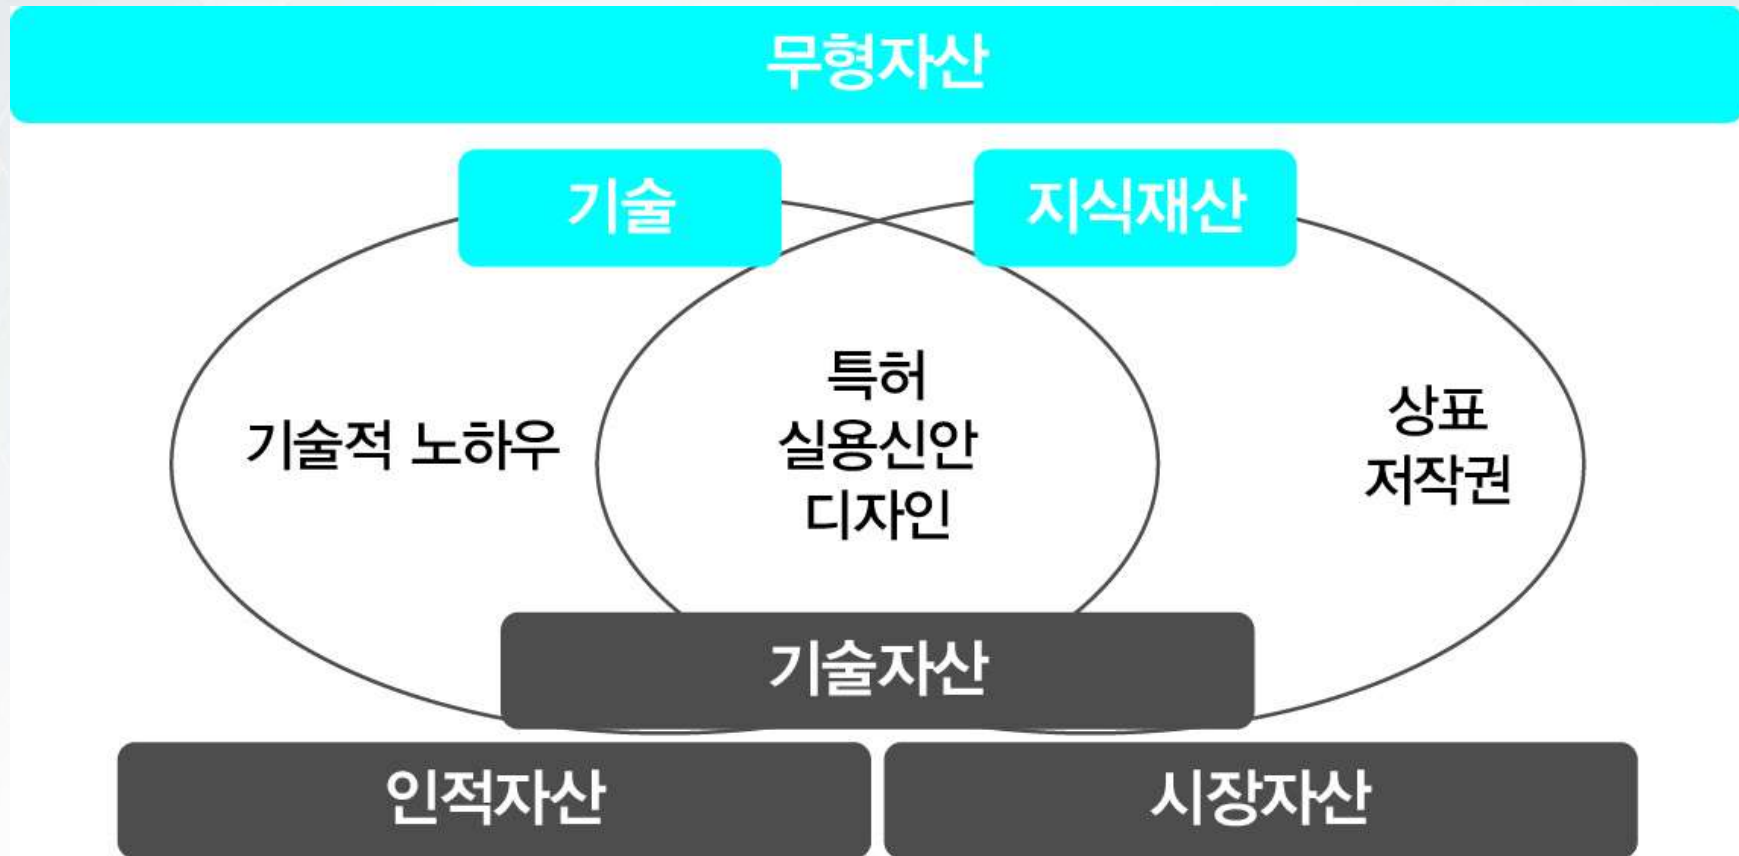 무형자산
기술
지식재산
기술적 노하우
특허
실용신안
디자인
상표
저작권
기술자산
인적자산
시장자산